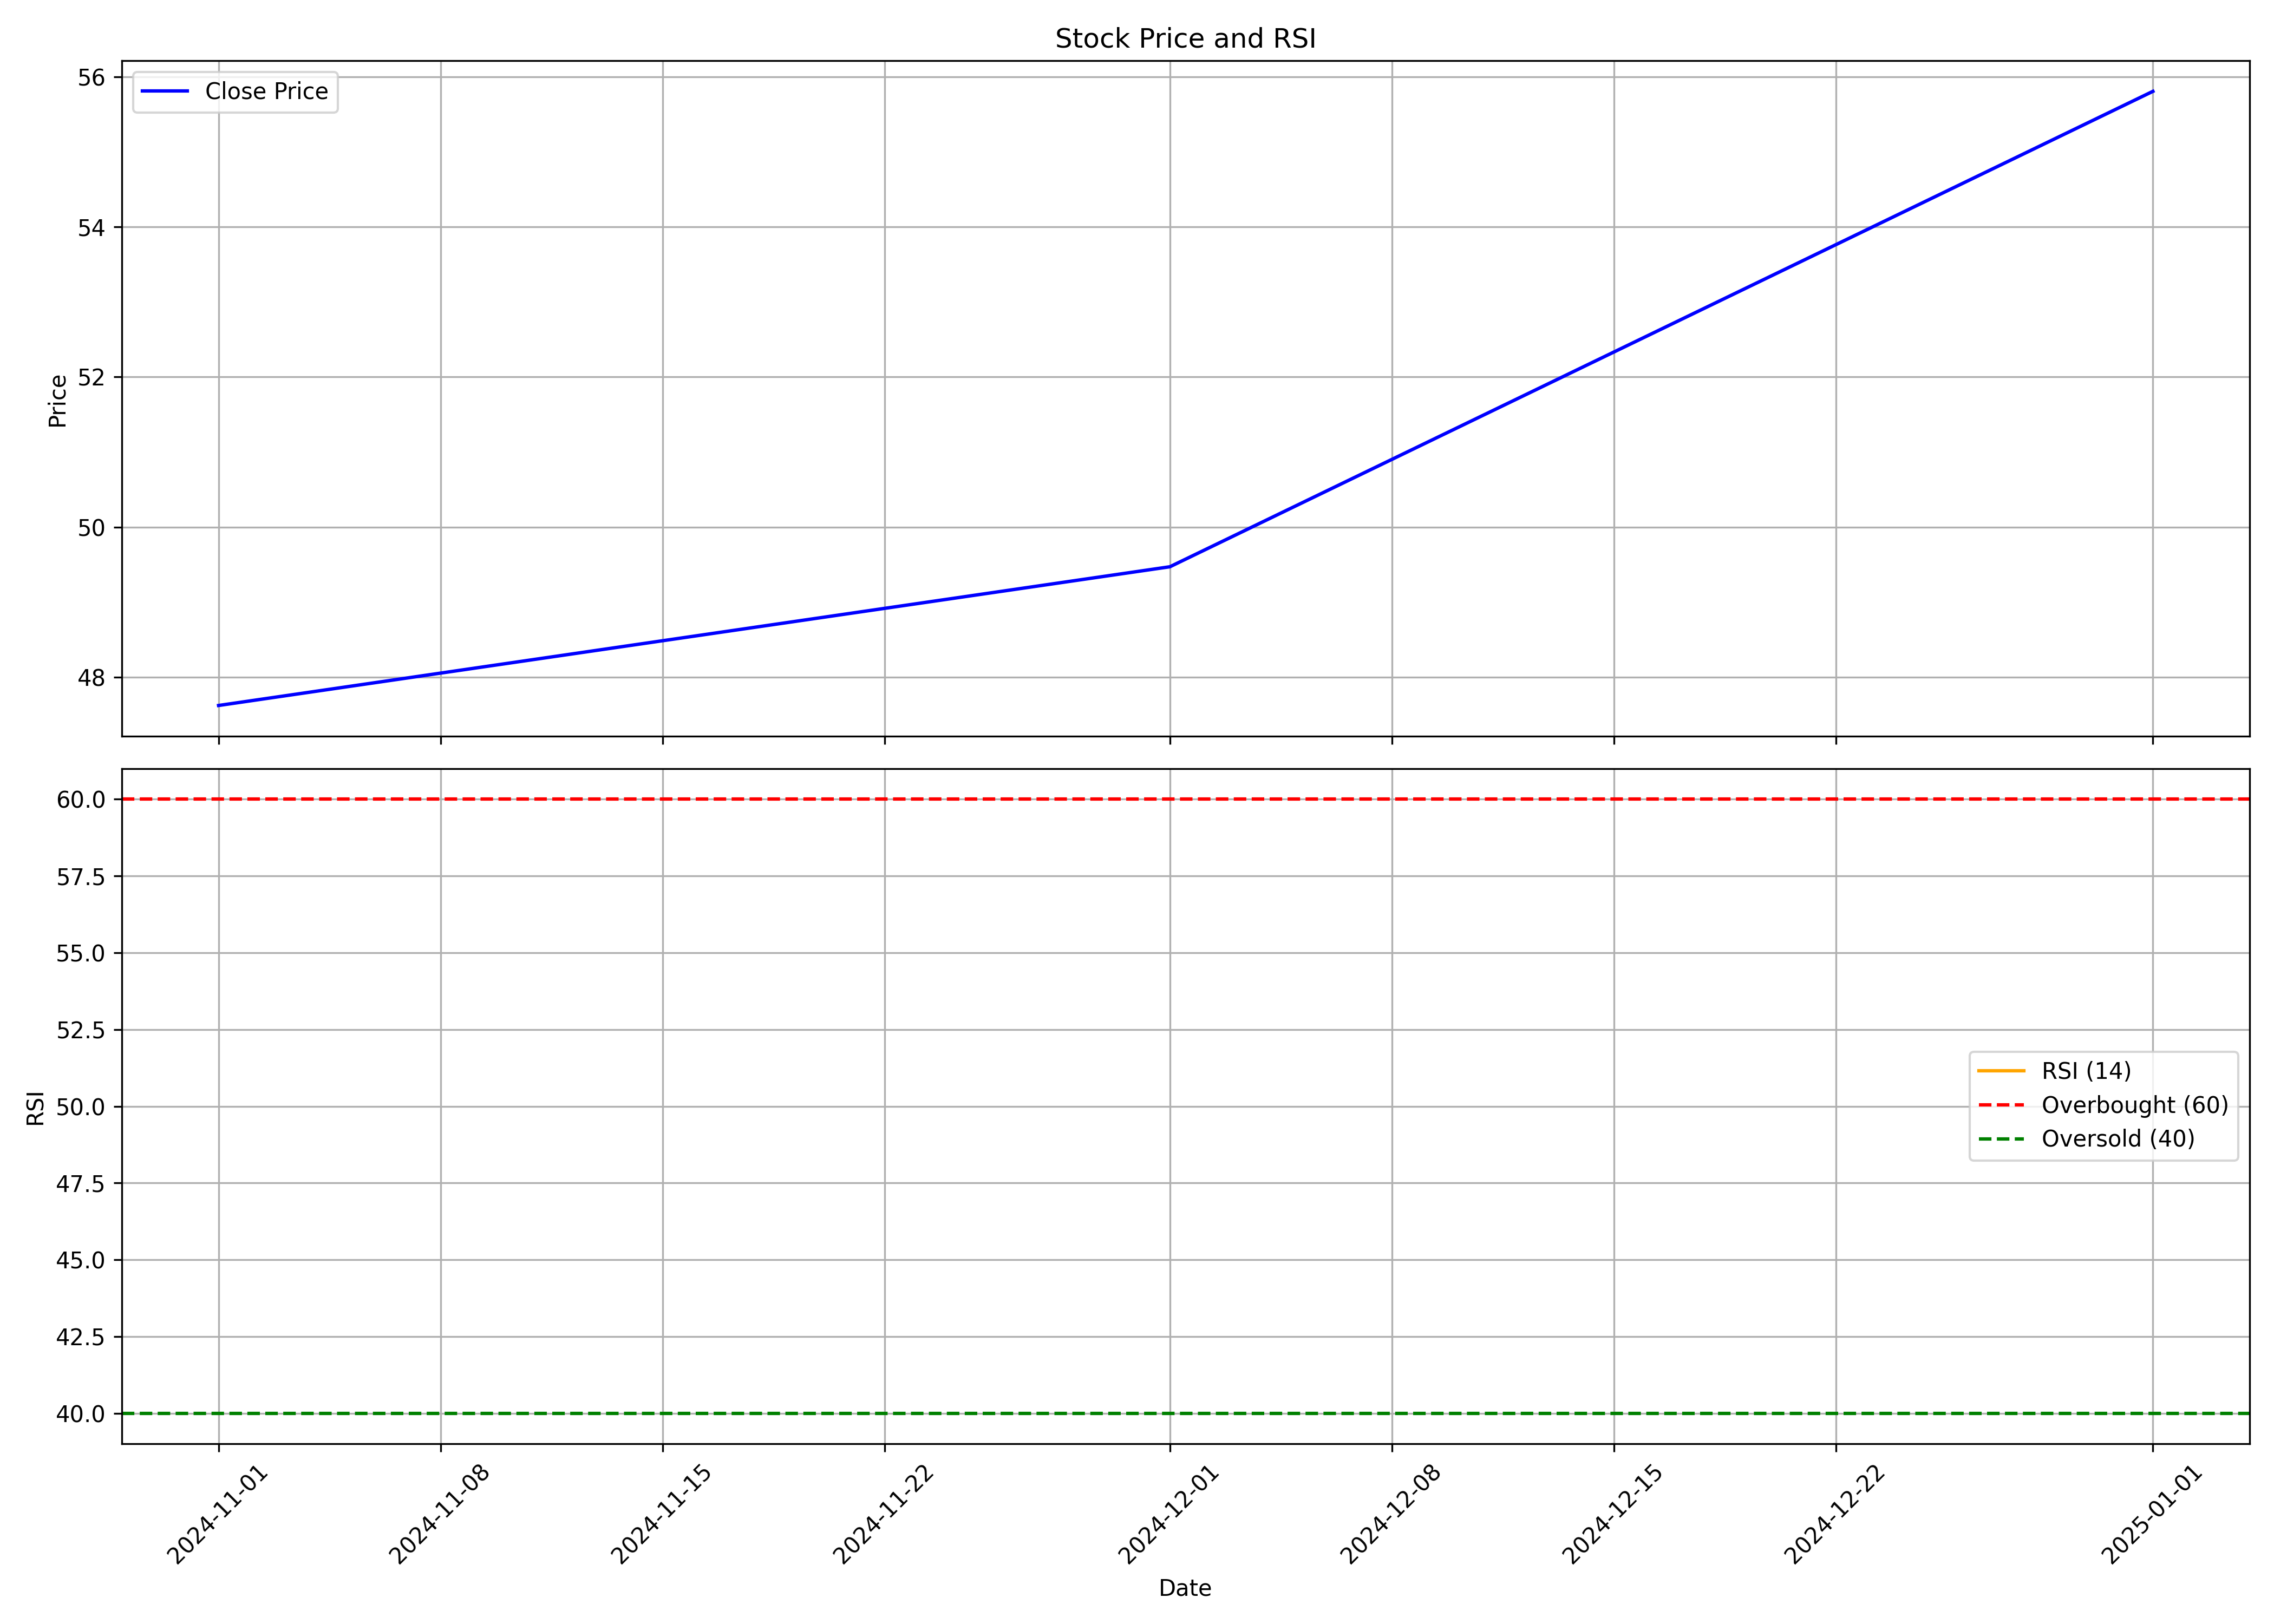 Stock Price and RSI
Close Price
Price
56
54
52
50
48
RSI
60.0
57.5
55.0
52.5
50.0
47.5
45.0
42.5
40.0
RSI (14)
Overbought (60)
Oversold (40)
2024-11-01
2024-11-08
2024-11-15
2024-11-22
2024-12-01
2024-12-08
2024-12-15
2024-12-22
2025-01-01
Date